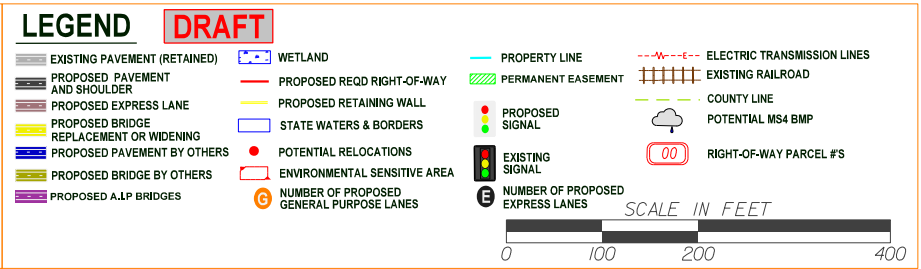 LEGEND DRAFT
EXISTING PAVEMENT (RETAINED)
PROPOSED PAVEMENT
AND SHOULDER
PROPOSED EXPRESS LANE
PROPOSED BRIDGE
REPLACEMENT OR WIDENING
PROPOSED PAVEMENT BY OTHERS
PROPOSED BRIDGE BY OTHERS
PROPOSED A.I.P BRIDGES
WETLAND
PROPOSED REQD RIGHT-OF-WAY
PROPOSED RETAINING WALL
STATE WATERS & BORDERS
POTENTIAL RELOCATIONS
ENVIRONMENTAL SENSITIVE AREA
G NUMBER OF PROPOSED
GENERAL PURPOSE LANES
PROPERTY LINE
PERMANENT EASEMENT
PROPOSED
SIGNAL
EXISTING
SIGNAL
E NUMBER OF PROPOSED
EXPRESS LANES
W E ELECTRIC TRANSMISSION LINES
EXISTING RAILROAD
COUNTY LINE
POTENTIAL MS4 BMP
00 RIGHT-OF-WAY PARCEL #'S
SCALE IN FEET
0 100 200 400